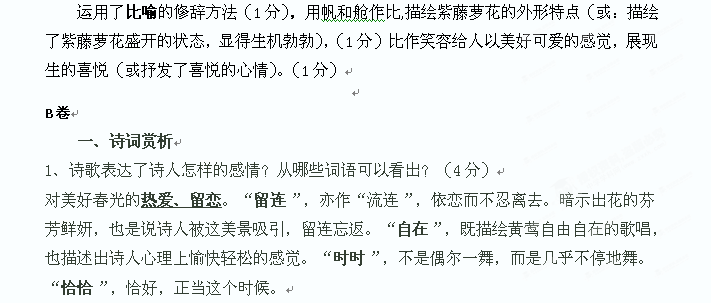 运用了比喻的修辞方法（1分），用帆和舱作比,描绘紫藤萝花的外形特点（或：描绘
了紫藤萝花盛开的状态，显得生机勃勃），（1分）比作笑容给人以美好可爱的感觉，展现
生的喜悦（或抒发了喜悦的心情）。（1分）
B卷
一、诗词赏析
1、诗歌表达了诗人怎样的感情？从哪些词语可以看出？（4分）
对美好春光的热爱、留恋。“留连 ”，亦作“流连 ”，依恋而不忍离去。暗示出花的芬
芳鲜妍，也是说诗人被这美景吸引，留连忘返。“自在 ”，既描绘黄莺自由自在的歌唱，
也描述出诗人心理上愉快轻松的感觉。“时时 ”，不是偶尔一舞，而是几乎不停地舞。
“恰恰 ”，恰好，正当这个时候。